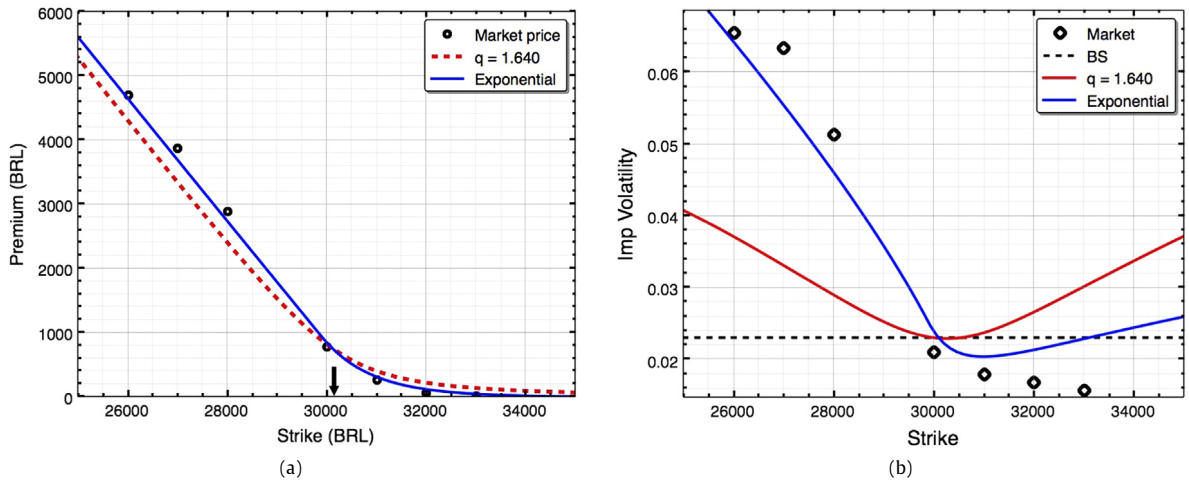 6000
5000
4000
3000
2000
1000
0
Premium (BRL)
Market price
q = 1.640
Exponential
26000 28000 30000 32000 34000
Strike (BRL)
(a)
0.06
0.05
0.04
0.03
0.02
Imp Volatility
Market
BS
q = 1.640
Exponential
26000 28000 30000 32000 34000
Strike
(b)